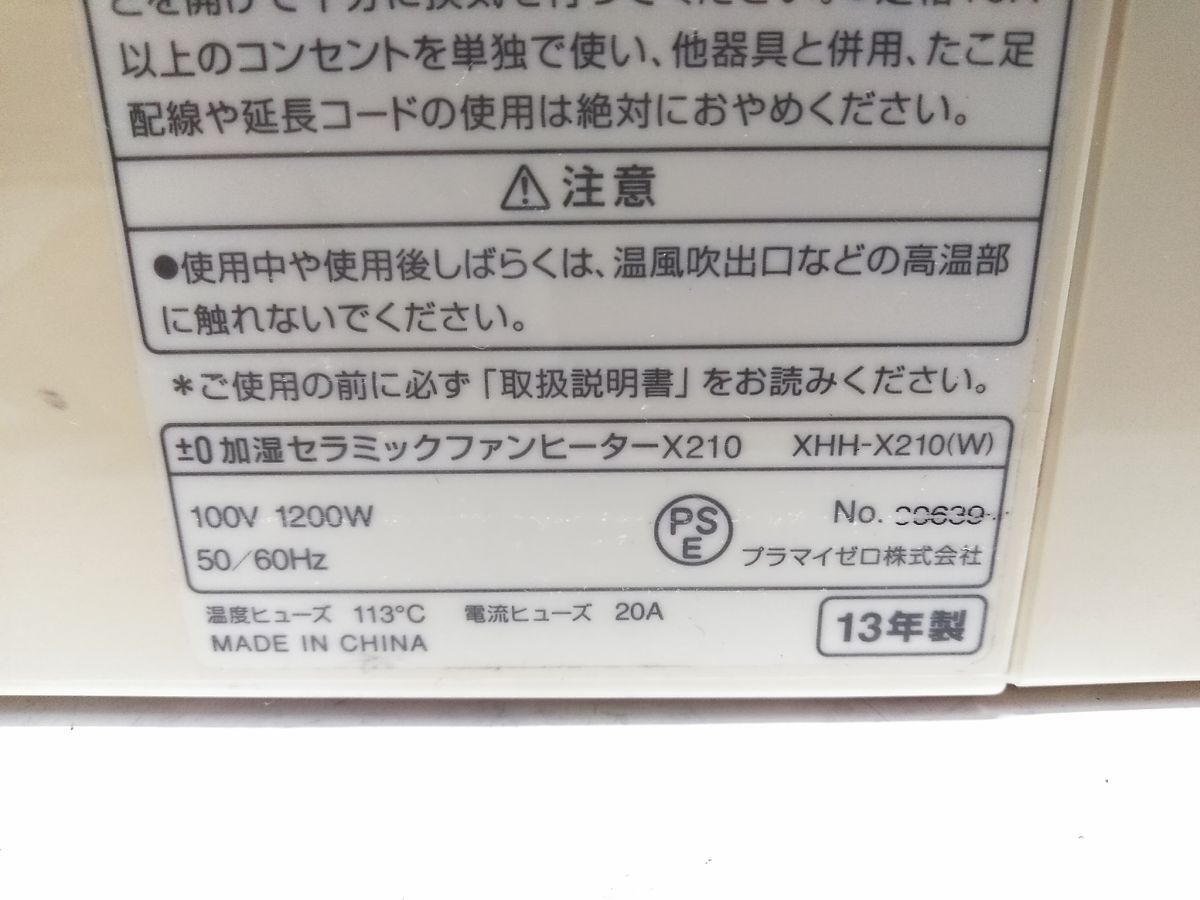 以上のコンセントを単独で使い、他器具と併用、たこ足
配線や延長コードの使用は絶対におやめください。
⚠注意
●使用中や使用後しばらくは、温風吹出口などの高温部
に触れないでください。
＊ご使用の前に必ず「取扱説明書」をお読みください。
±0 加湿セラミックファンヒーターX210 XHH-X210(W)
100V 1200W
50/60Hz
PSE
No. 00639
プラマイゼロ株式会社
温度ヒューズ 113°C 電流ヒューズ 20A
MADE IN CHINA
13年製